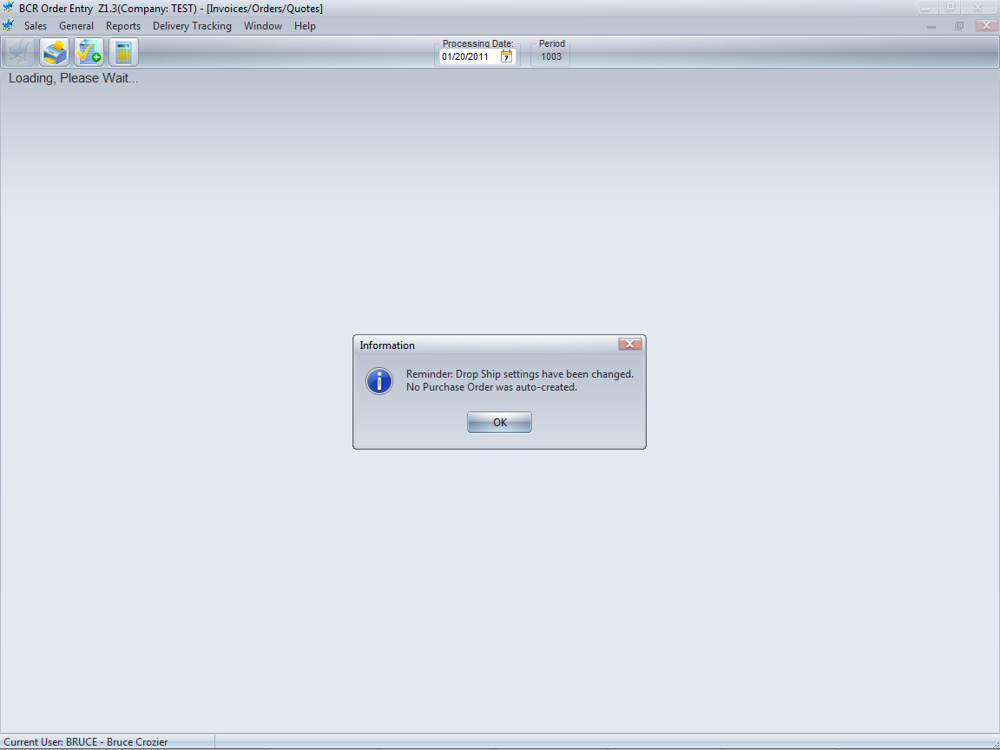 BCR Order Entry  Z1.3(Company: TEST) - [Invoices/Orders/Quotes]
Sales General Reports Delivery Tracking Window Help
Processing Date: Period
01/20/2011 7 1003
Loading, Please Wait...
Information
Reminder: Drop Ship settings have been changed.
No Purchase Order was auto-created.
OK
Current User: BRUCE - Bruce Crozier